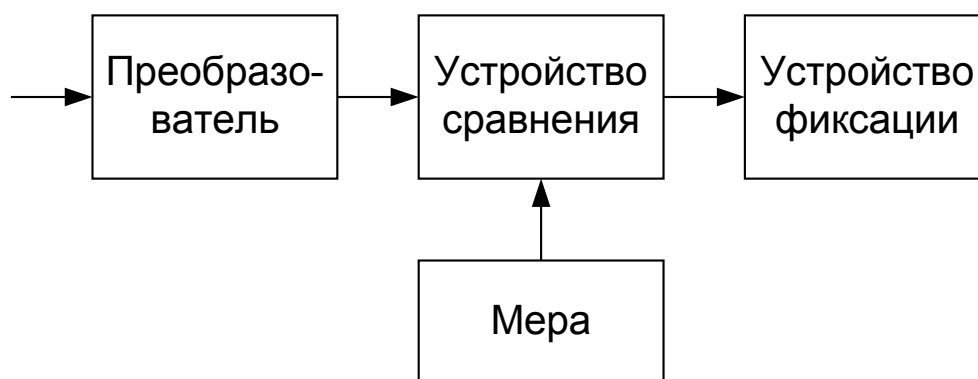 Преобразо-
ватель
Устройство
сравнения
Устройство
фиксации
Мера